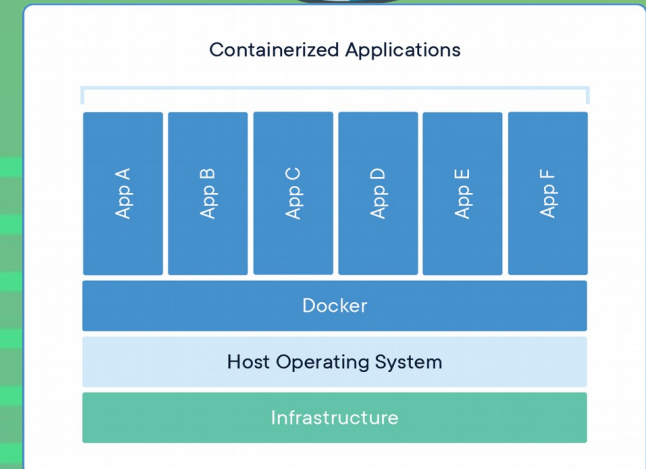 Containerized Applications
App A
App B
App C
App D
App E
App F
Docker
Host Operating System
Infrastructure